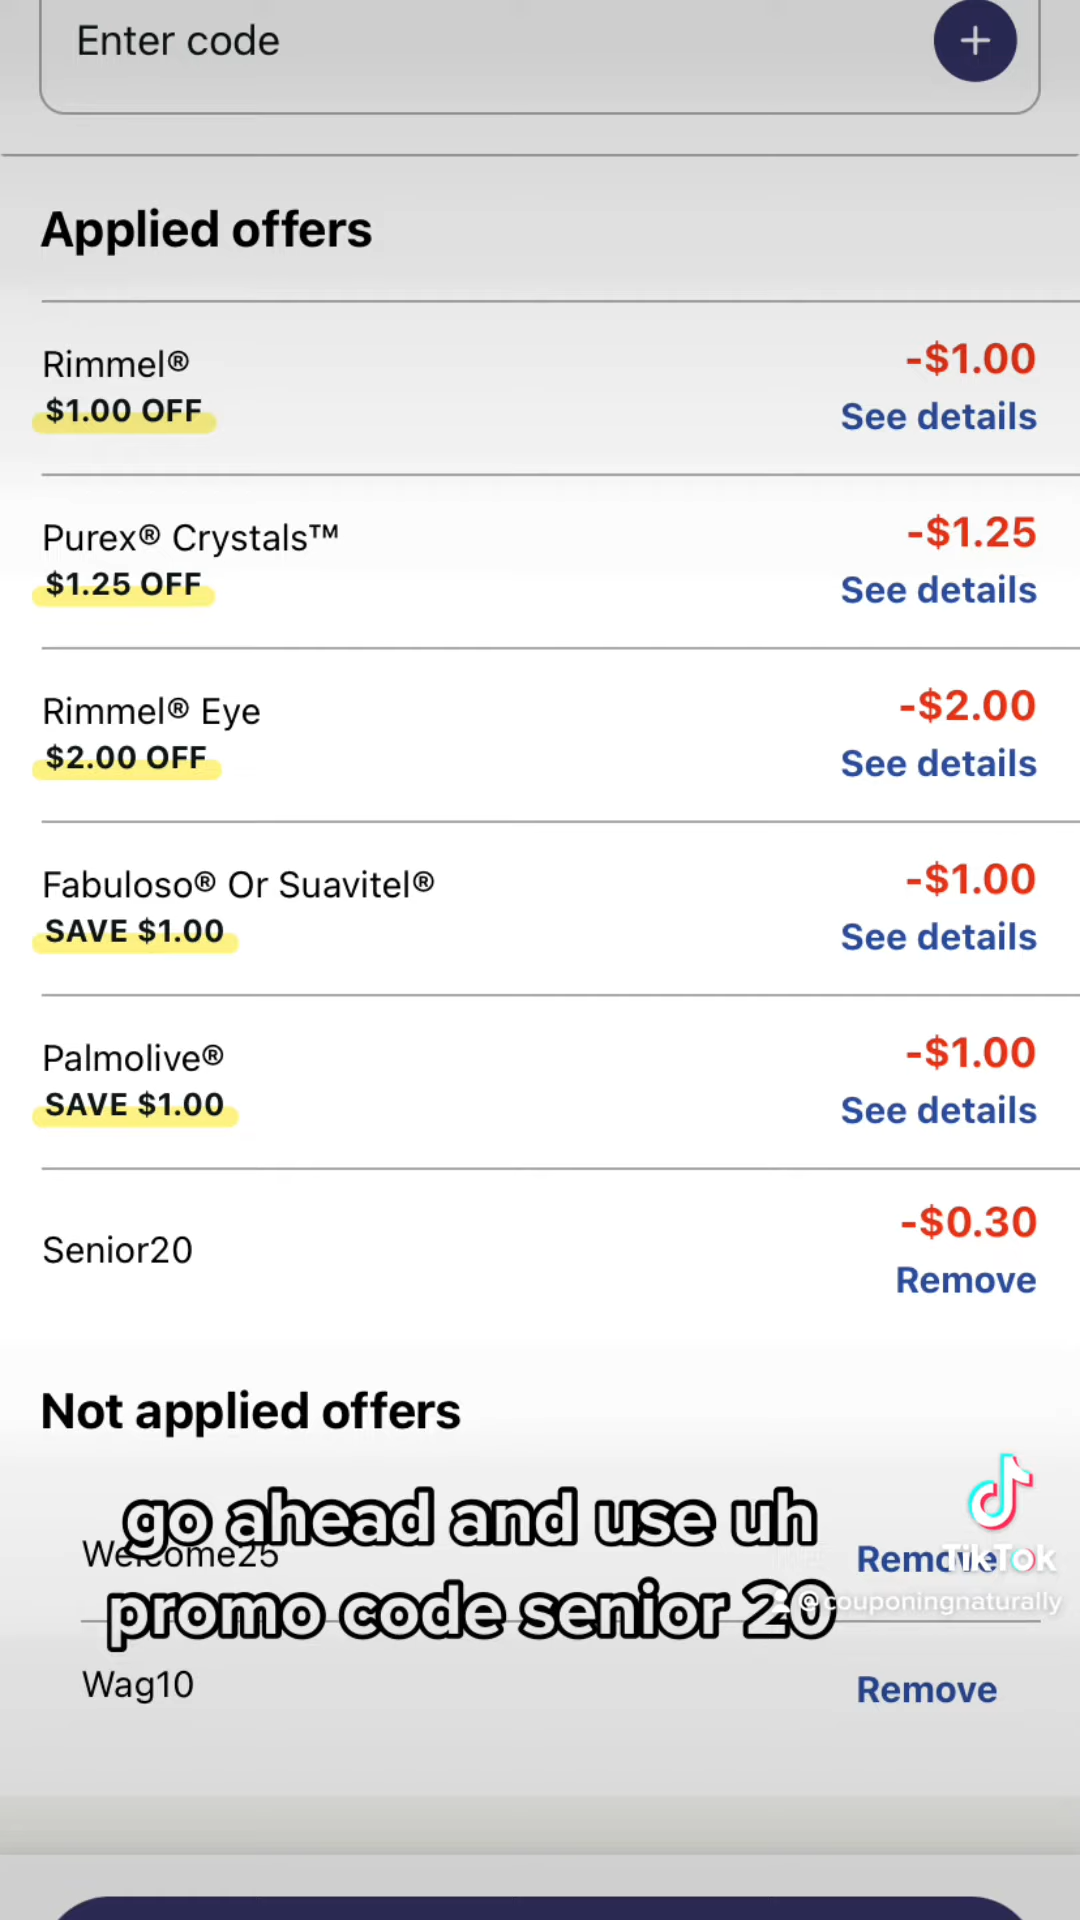 Enter code
Applied offers
Rimmel®
-$1.00
$1.00 OFF
See details
Purex® Crystals™
-$1.25
$1.25 OFF
See details
Rimmel® Eye
-$2.00
$2.00 OFF
See details
Fabuloso® Or Suavitel®
-$1.00
SAVE $1.00
See details
Palmolive®
-$1.00
SAVE $1.00
See details
Senior20
-$0.30
Remove
Not applied offers
go ahead and use uh
Welcome25
Remove
TikTok
promo code senior 20
@couponingnaturally
Wag10
Remove